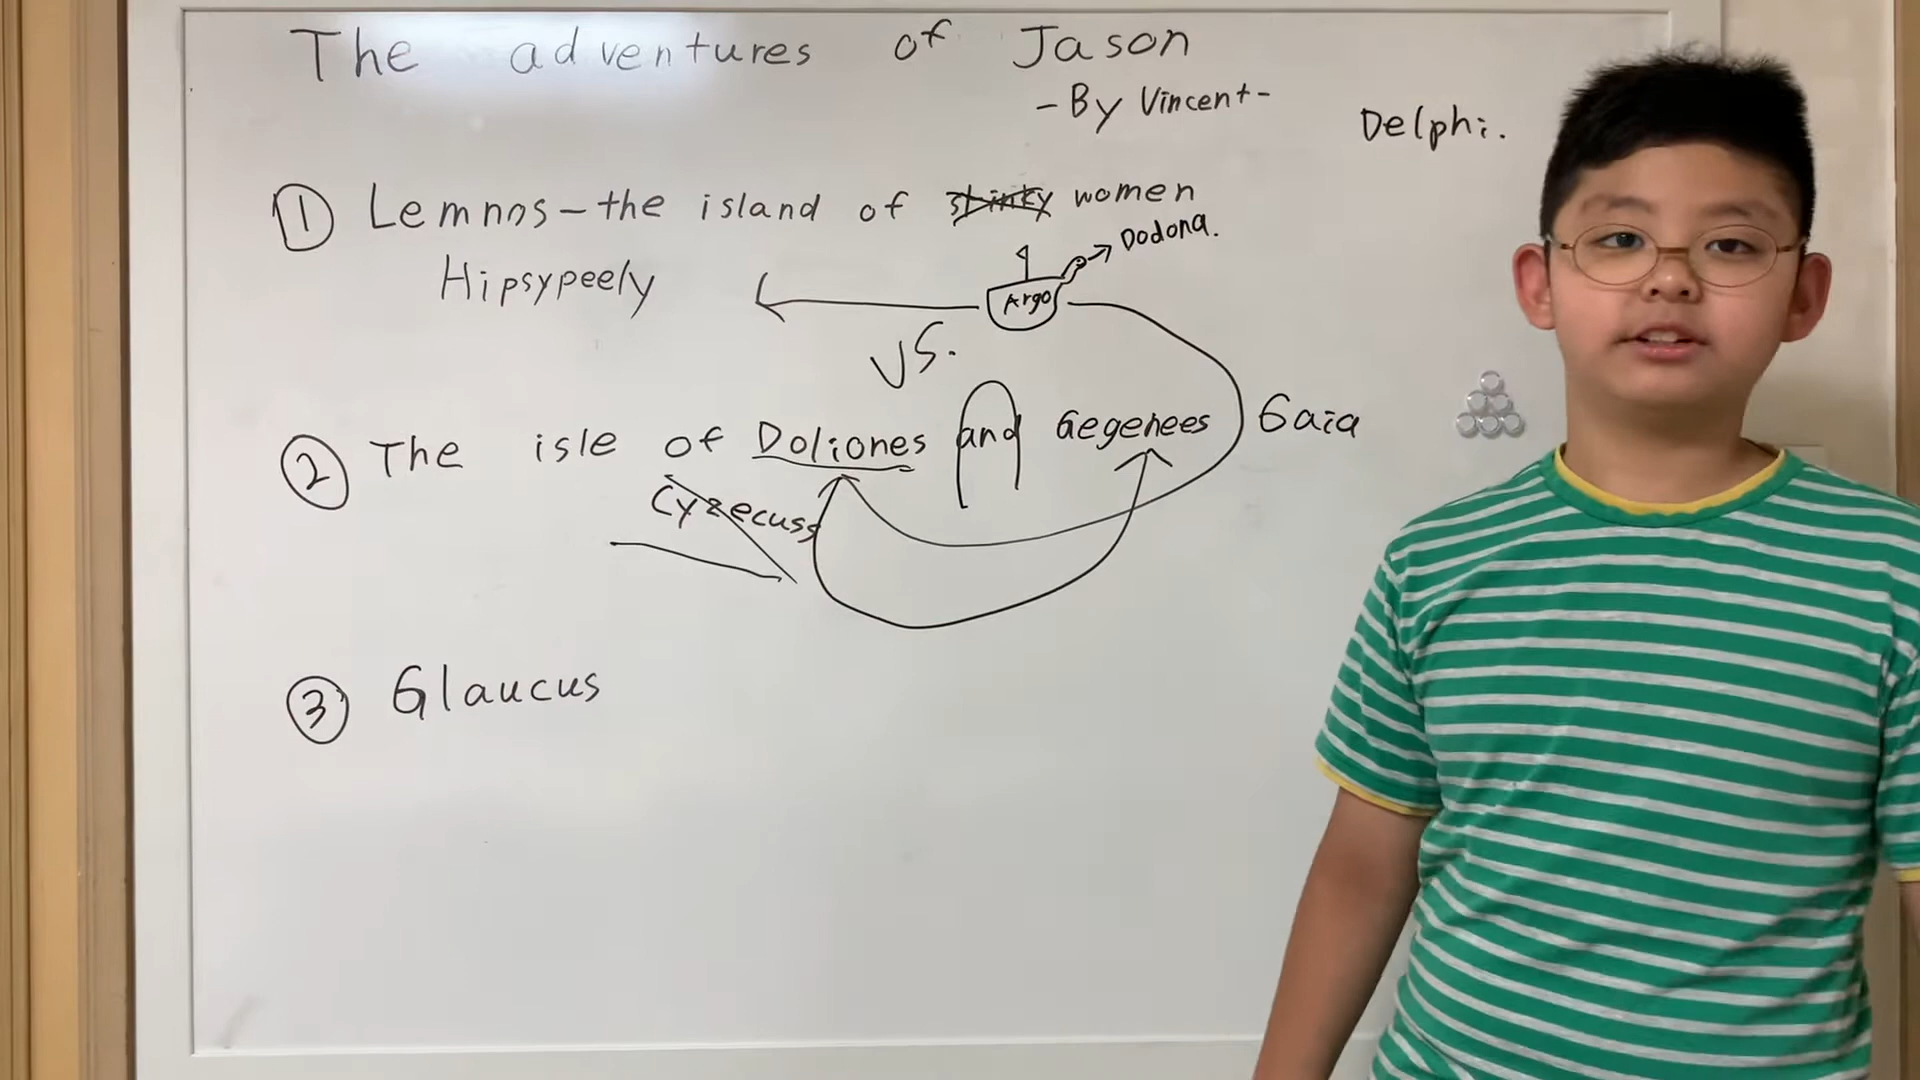 The adventures of Jason
- By Vincent -
Delphi.
① Lemnos - the island of stinky women
Dodona.
Hipsypeely
Argo
VS.
② The isle of Doliones and Gegenees Gaia
Cyzecuss
③ Glaucus